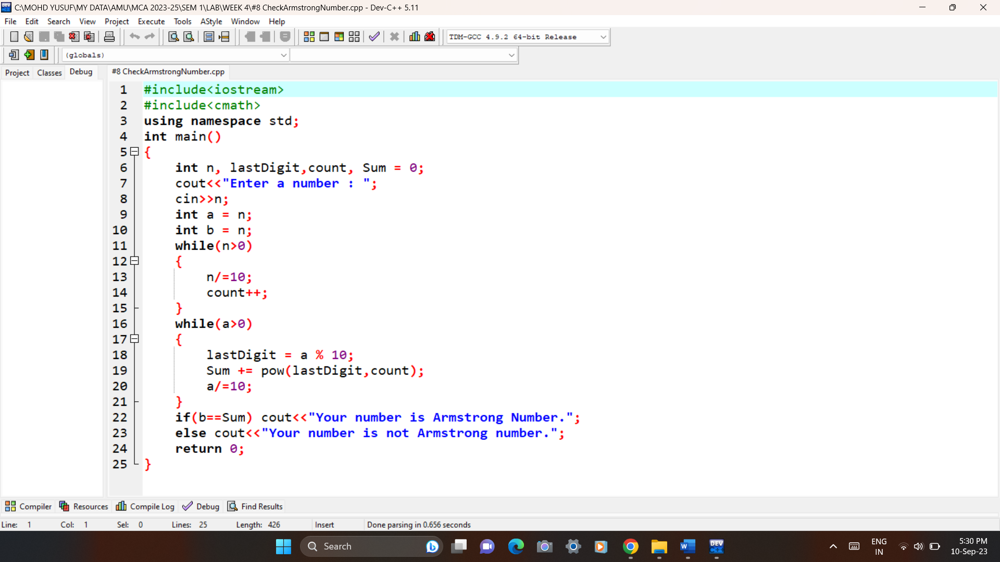 C:\MOHD YUSUF\MY DATA\AMU\MCA 2023-25\SEM 1\LAB\WEEK 4\#8 CheckArmstrongNumber.cpp - Dev-C++ 5.11
File Edit Search View Project Execute Tools AStyle Window Help
TDM-GCC 4.9.2 64-bit Release
(globals)
Project Classes Debug #8 CheckArmstrongNumber.cpp
1 #include<iostream>
2 #include<cmath>
3 using namespace std;
4 int main()
5 {
6 int n, lastDigit,count, Sum = 0;
7 cout<<"Enter a number : ";
8 cin>>n;
9 int a = n;
10 int b = n;
11 while(n>0)
12 {
13 n/=10;
14 count++;
15 }
16 while(a>0)
17 {
18 lastDigit = a % 10;
19 Sum += pow(lastDigit,count);
20 a/=10;
21 }
22 if(b==Sum) cout<<"Your number is Armstrong Number.";
23 else cout<<"Your number is not Armstrong number.";
24 return 0;
25 }
Compiler Resources Compile Log Debug Find Results
Line: 1 Col: 1 Sel: 0 Lines: 25 Length: 426 Insert Done parsing in 0.656 seconds
Search
DEV C++
ENG
IN
5:30 PM
10-Sep-23